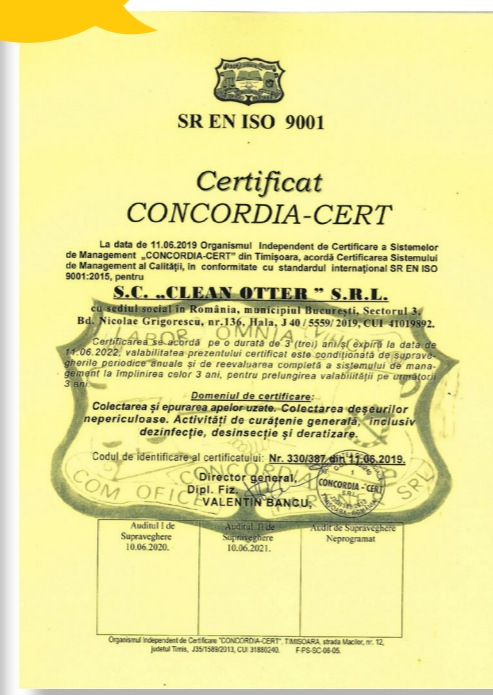 SR EN ISO 9001
Certificat
CONCORDIA-CERT
La data de 11.06.2019 Organismul Independent de Certificare a Sistemelor
de Management „CONCORDIA-CERT” din Timișoara, acordă Certificarea Sistemului
de Management al Calității, în conformitate cu standardul internațional SR EN ISO
9001:2015, pentru
S.C. „CLEAN OTTER ” S.R.L.
cu sediul social în România, municipiul București, Sectorul 3,
Bd. Nicolae Grigorescu, nr.136, Hala, J 40 / 5559/ 2019, CUI 41019892.
Certificarea se acordă pe o durată de 3 (trei) ani și expiră la data de
11.06.2022, valabilitatea prezentului certificat este condiționată de suprave-
gherile periodice anuale și de reevaluarea completă a sistemului de mana-
gement la împlinirea celor 3 ani, pentru prelungirea valabilității pe următorii
3 ani.
Domeniul de certificare:
Colectarea și epurarea apelor uzate. Colectarea deșeurilor
nepericuloase. Activități de curățenie generală, inclusiv
dezinfecție, desinsecție și deratizare.
Codul de identificare al certificatului: Nr. 330/387 din 11.06.2019.
Director general,
Dipl. Fiz.
VALENTIN BANCU,
CONCORDIA - CERT
S.R.L.
LABOR OMNIA
CONCORDIA
COM OFIC
SRL
Auditul I de
Supraveghere
10.06.2020.
Auditul II de
Supraveghere
10.06.2021.
Audit de Supraveghere
Neprogramat
Organismul Independent de Certificare "CONCORDIA-CERT", TIMISOARA, strada Macilor, nr. 12,
judetul Timis, J35/1589/2013, CUI 31880240. F-PS-SC-06-05.